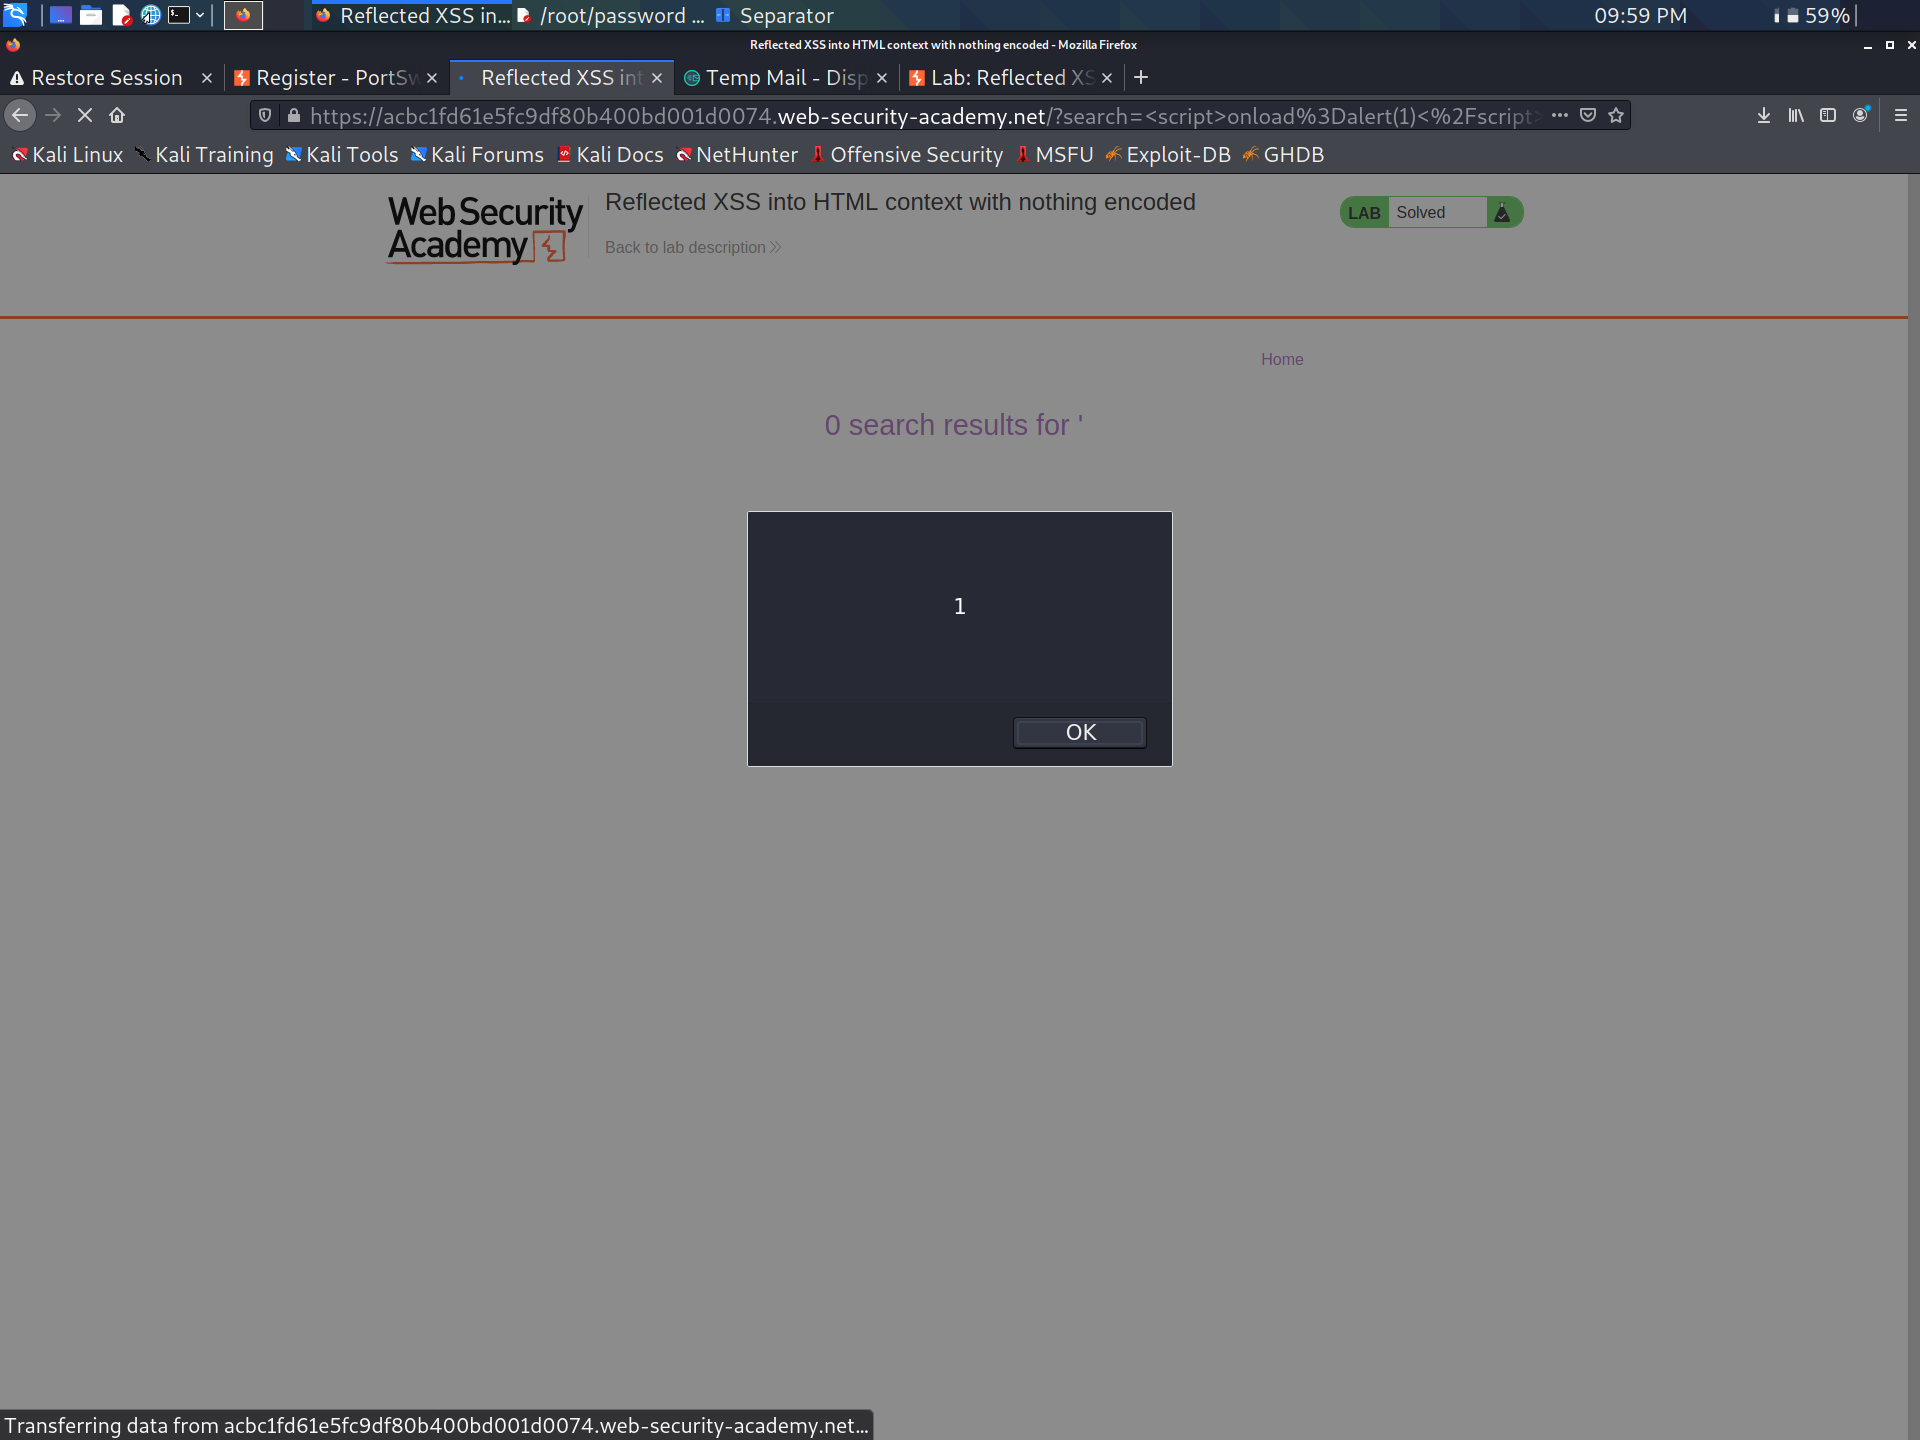 Reflected XSS in... /root/password ... Separator 09:59 PM 59%
Reflected XSS into HTML context with nothing encoded - Mozilla Firefox
Restore Session Register - PortSw Reflected XSS int Temp Mail - Disp Lab: Reflected XS
https://acbc1fd61e5fc9df80b400bd001d0074.web-security-academy.net/?search=<script>onload%3Dalert(1)<%2Fscript>
Kali Linux Kali Training Kali Tools Kali Forums Kali Docs NetHunter Offensive Security MSFU Exploit-DB GHDB
WebSecurity
Academy
Reflected XSS into HTML context with nothing encoded
Back to lab description
LAB Solved
Home
0 search results for '
1
OK
Transferring data from acbc1fd61e5fc9df80b400bd001d0074.web-security-academy.net...